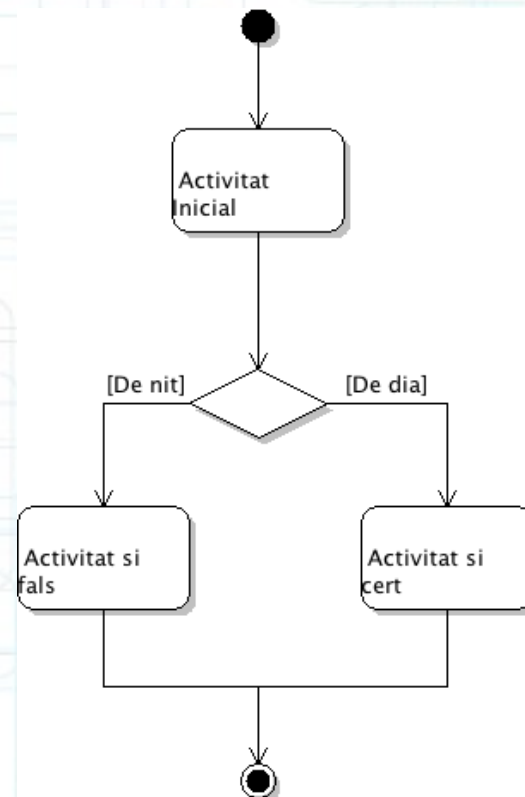 Activitat
Inicial
[De nit]
[De dia]
Activitat si
fals
Activitat si
cert